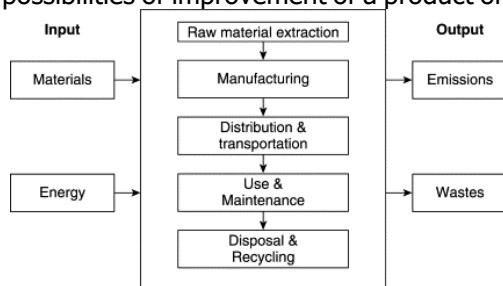 possibilities of improvement of a product or
Input
Output
Raw material extraction
Materials
Manufacturing
Emissions
Distribution &
transportation
Energy
Use &
Maintenance
Wastes
Disposal &
Recycling